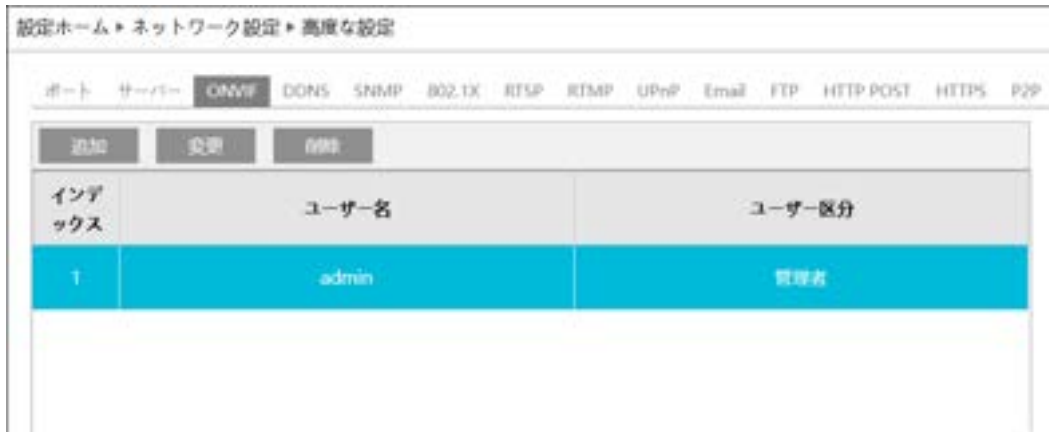 設定ホーム ▸ ネットワーク設定 ▸ 高度な設定
ポート サーバー ONVIF DDNS SNMP 802.1X RTSP RTMP UPnP Email FTP HTTP POST HTTPS P2P
追加 変更 削除
インデックス ユーザー名 ユーザー区分
1 admin 管理者